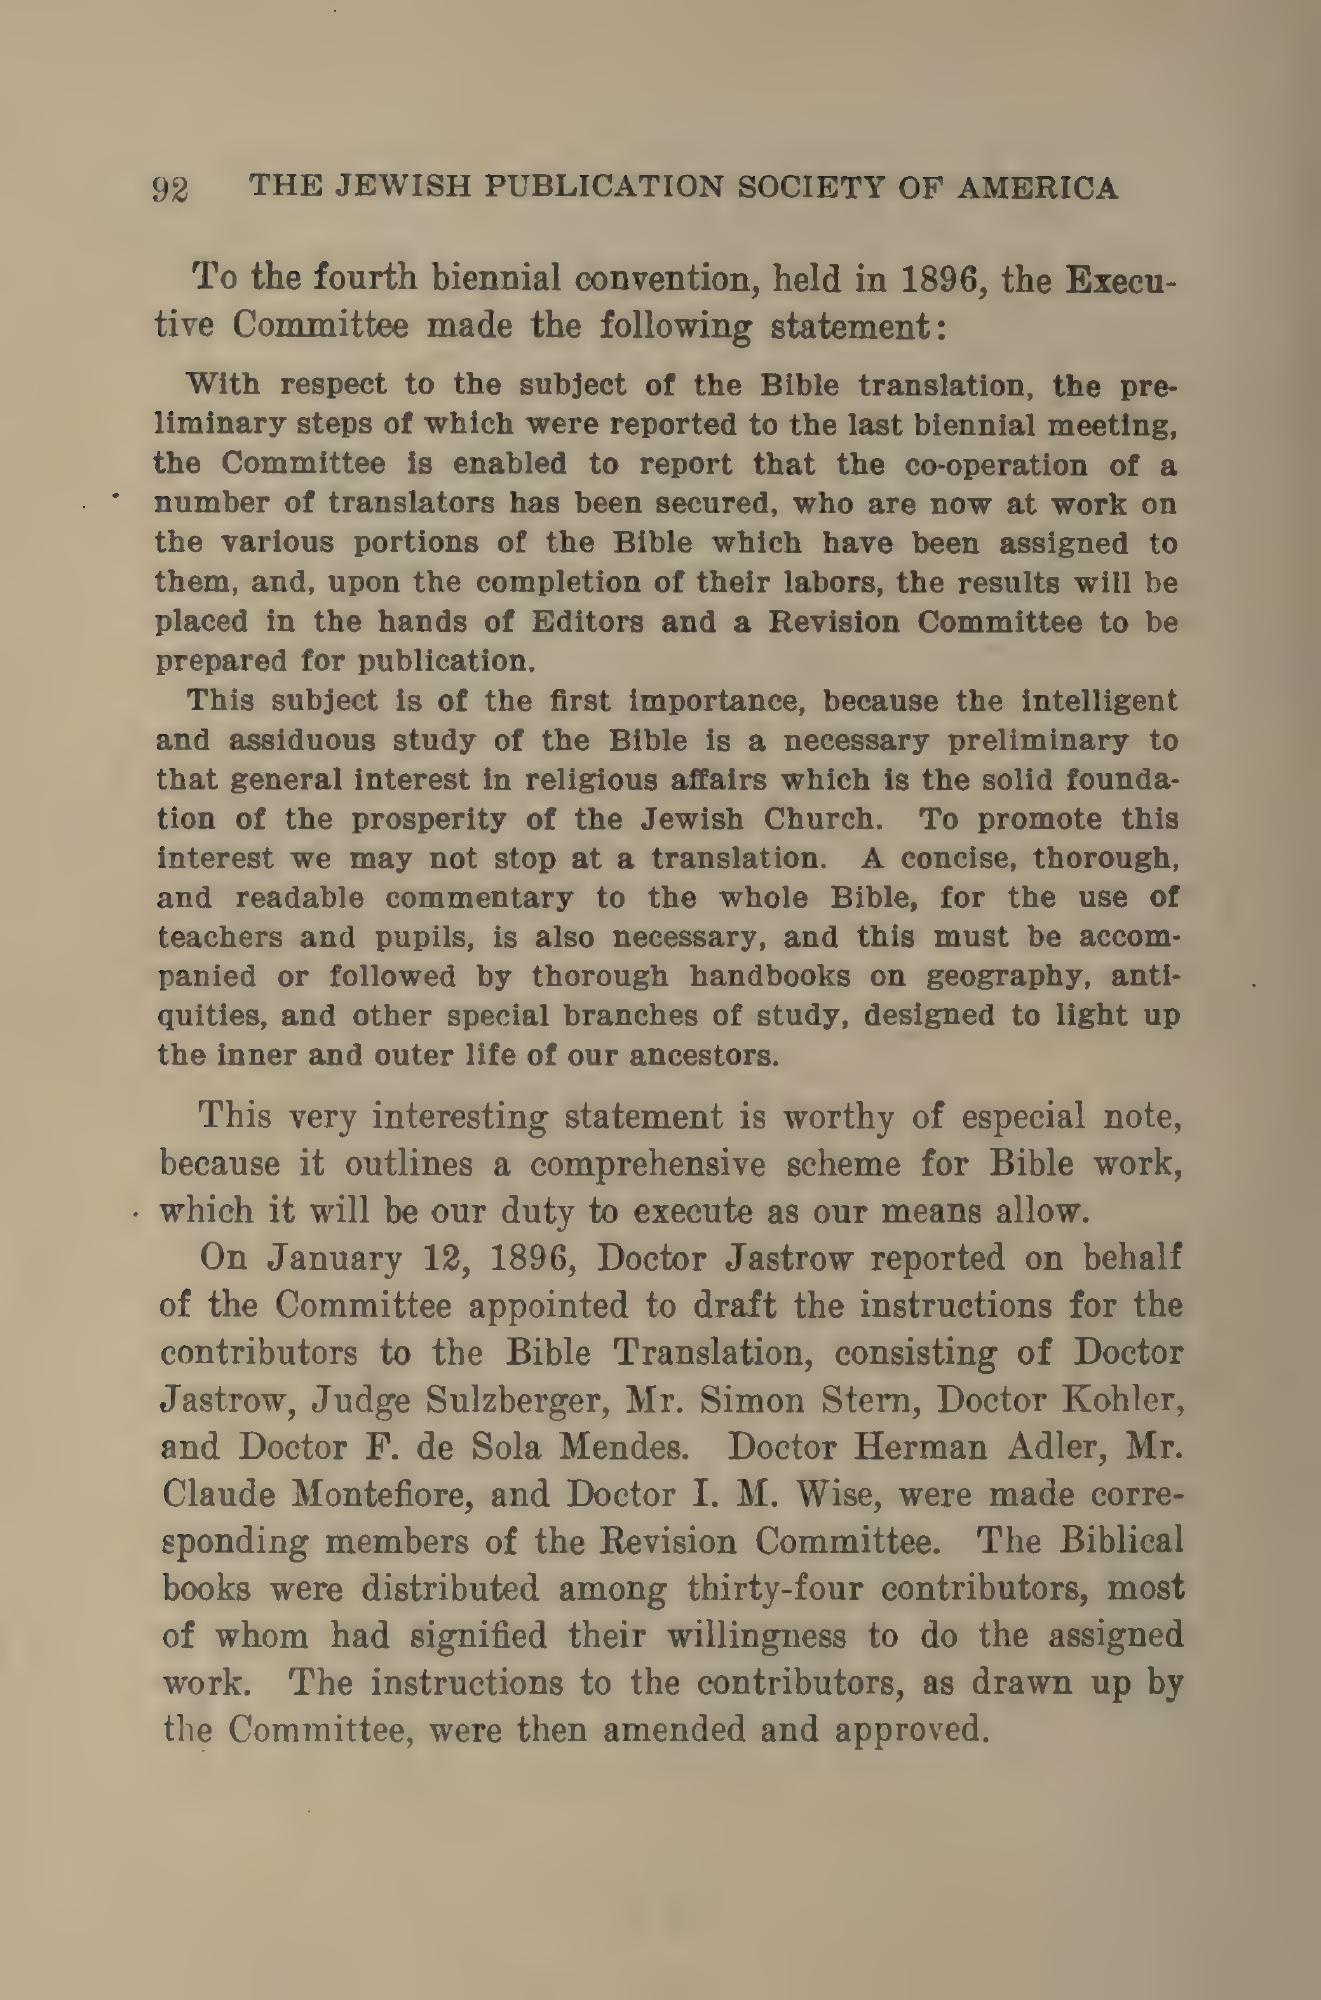 92 THE JEWISH PUBLICATION SOCIETY OF AMERICA
To the fourth biennial convention, held in 1896, the Execu-
tive Committee made the following statement:
With respect to the subject of the Bible translation, the pre-
liminary steps of which were reported to the last biennial meeting,
the Committee is enabled to report that the co-operation of a
number of translators has been secured, who are now at work on
the various portions of the Bible which have been assigned to
them, and, upon the completion of their labors, the results will be
placed in the hands of Editors and a Revision Committee to be
prepared for publication.
This subject is of the first importance, because the intelligent
and assiduous study of the Bible is a necessary preliminary to
that general interest in religious affairs which is the solid founda-
tion of the prosperity of the Jewish Church. To promote this
interest we may not stop at a translation. A concise, thorough,
and readable commentary to the whole Bible, for the use of
teachers and pupils, is also necessary, and this must be accom-
panied or followed by thorough handbooks on geography, anti-
quities, and other special branches of study, designed to light up
the inner and outer life of our ancestors.
This very interesting statement is worthy of especial note,
because it outlines a comprehensive scheme for Bible work,
which it will be our duty to execute as our means allow.
On January 12, 1896, Doctor Jastrow reported on behalf
of the Committee appointed to draft the instructions for the
contributors to the Bible Translation, consisting of Doctor
Jastrow, Judge Sulzberger, Mr. Simon Stern, Doctor Kohler,
and Doctor F. de Sola Mendes. Doctor Herman Adler, Mr.
Claude Montefiore, and Doctor I. M. Wise, were made corre-
sponding members of the Revision Committee. The Biblical
books were distributed among thirty-four contributors, most
of whom had signified their willingness to do the assigned
work. The instructions to the contributors, as drawn up by
the Committee, were then amended and approved.